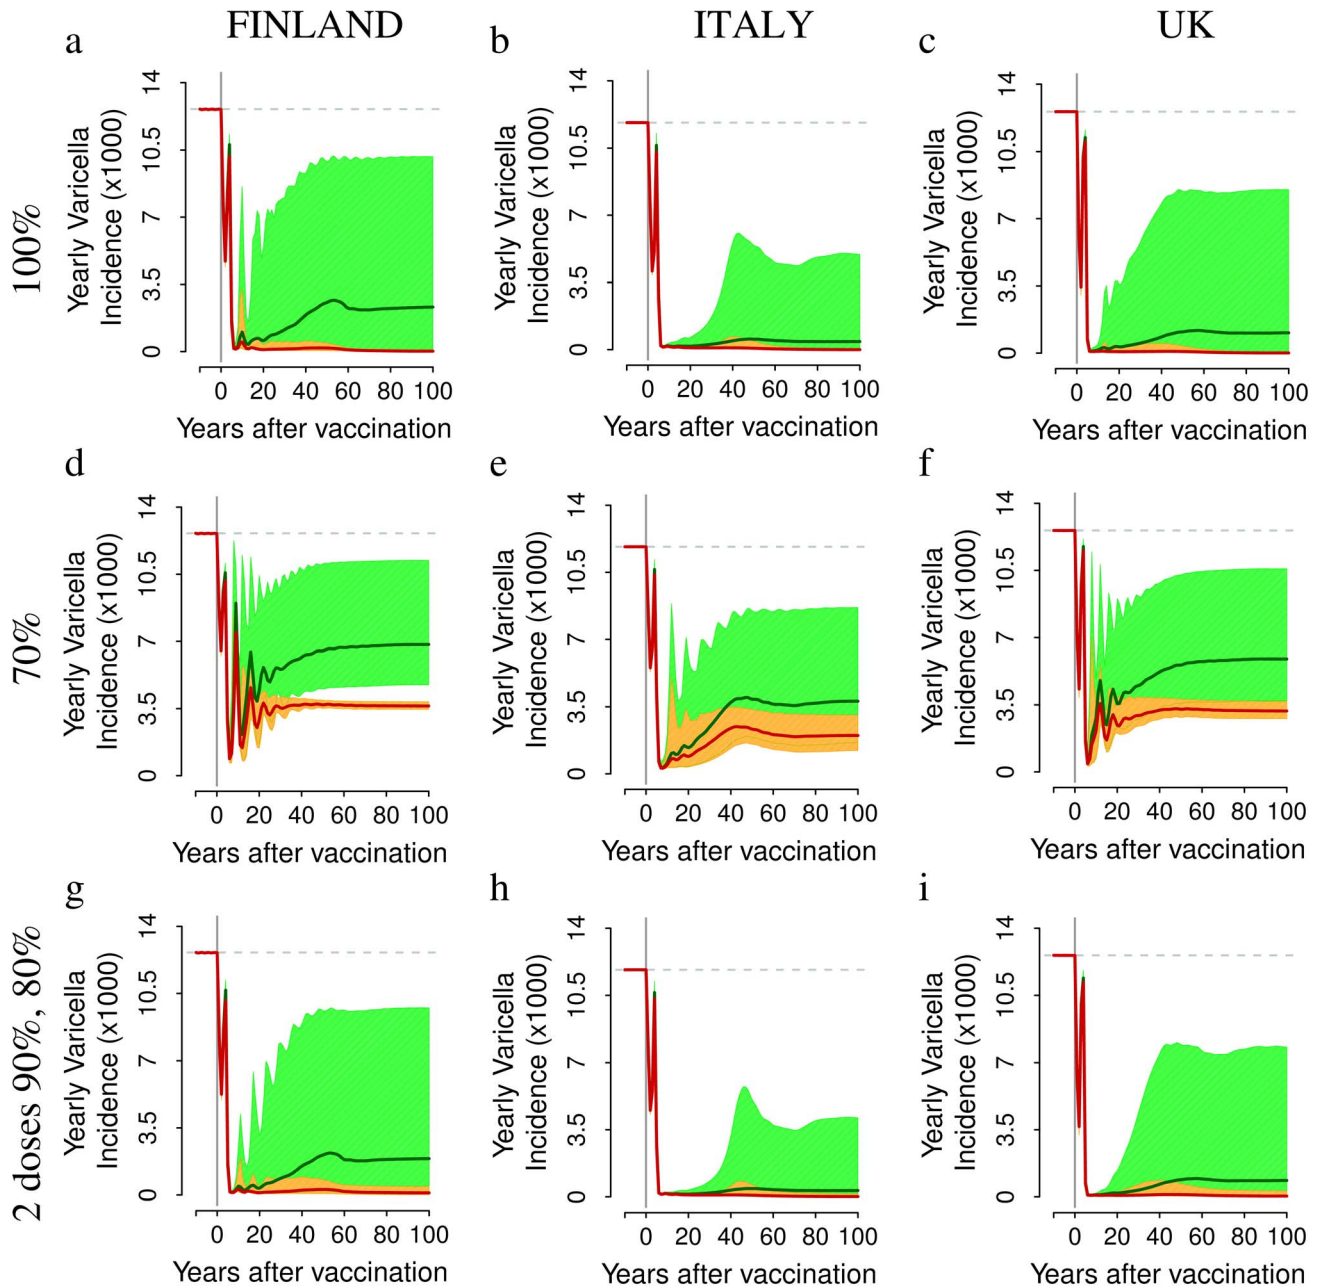 FINLAND
ITALY
UK
100%
a
Yearly Varicella
Incidence (x1000)
14
10.5
7
3.5
0
0 20 40 60 80 100
Years after vaccination
b
Yearly Varicella
Incidence (x1000)
14
10.5
7
3.5
0
0 20 40 60 80 100
Years after vaccination
c
Yearly Varicella
Incidence (x1000)
14
10.5
7
3.5
0
0 20 40 60 80 100
Years after vaccination
70%
d
Yearly Varicella
Incidence (x1000)
14
10.5
7
3.5
0
0 20 40 60 80 100
Years after vaccination
e
Yearly Varicella
Incidence (x1000)
14
10.5
7
3.5
0
0 20 40 60 80 100
Years after vaccination
f
Yearly Varicella
Incidence (x1000)
14
10.5
7
3.5
0
0 20 40 60 80 100
Years after vaccination
2 doses 90%, 80%
g
Yearly Varicella
Incidence (x1000)
14
10.5
7
3.5
0
0 20 40 60 80 100
Years after vaccination
h
Yearly Varicella
Incidence (x1000)
14
10.5
7
3.5
0
0 20 40 60 80 100
Years after vaccination
i
Yearly Varicella
Incidence (x1000)
14
10.5
7
3.5
0
0 20 40 60 80 100
Years after vaccination